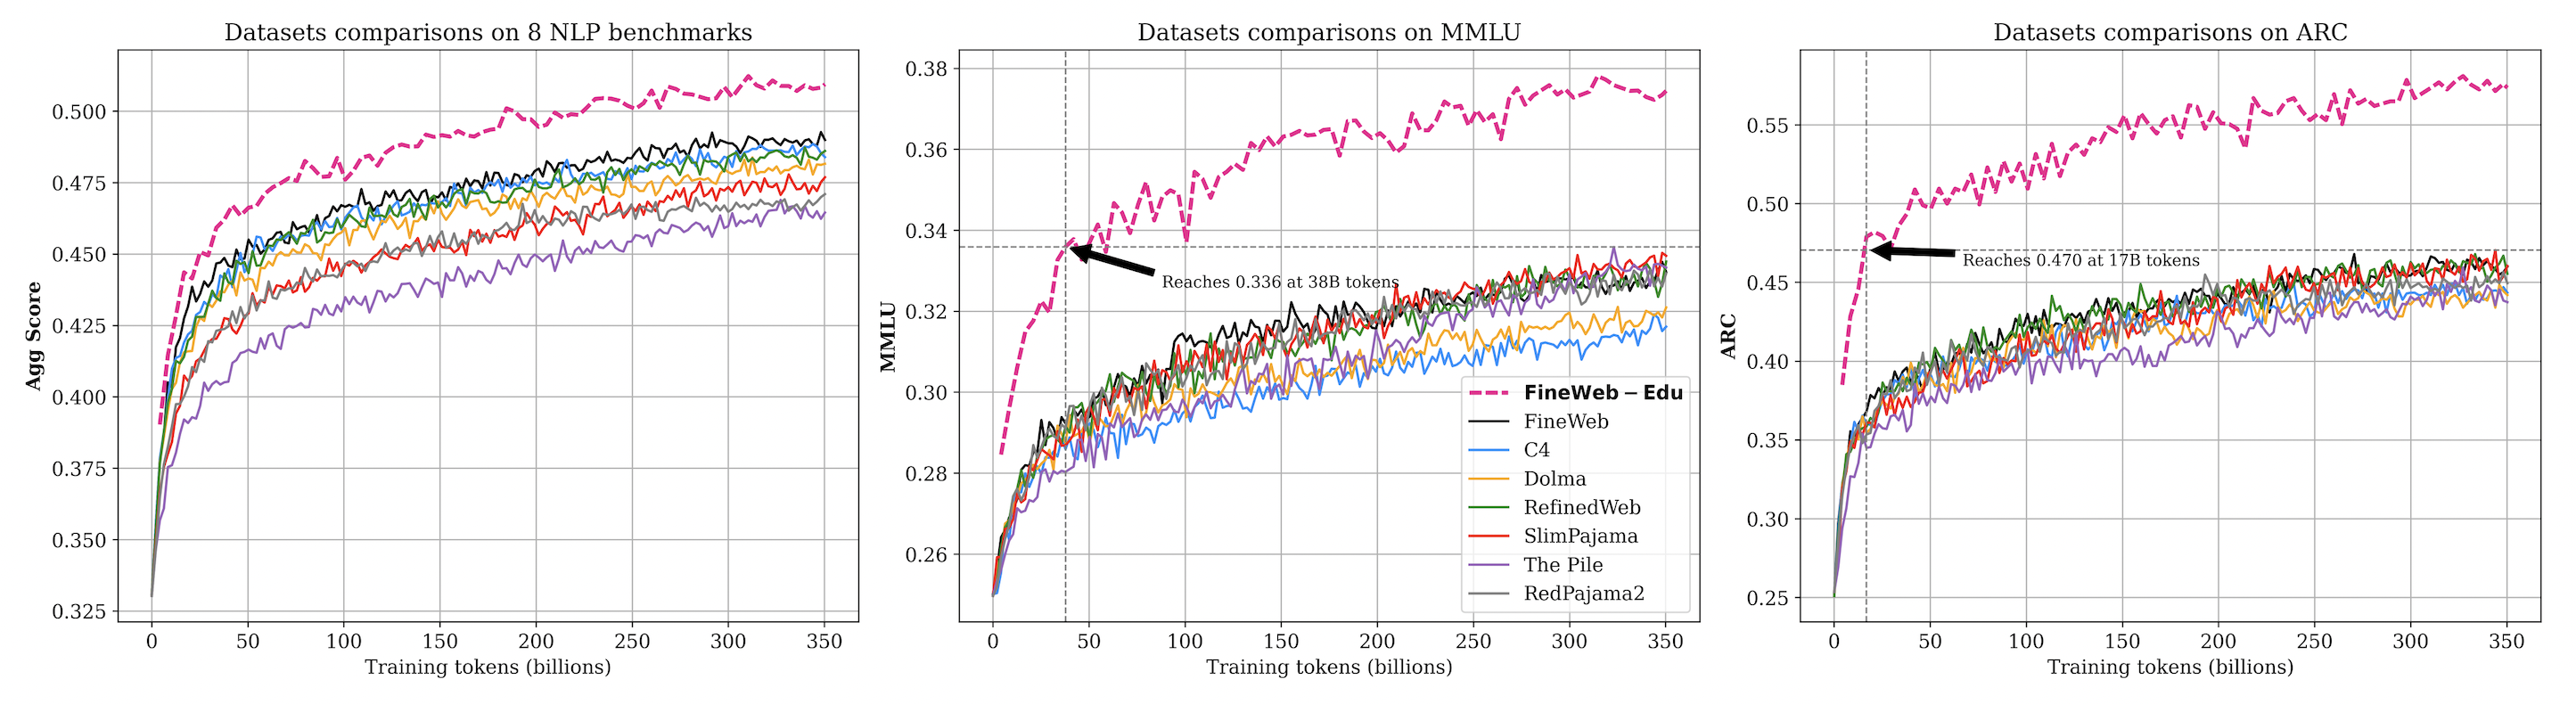 Datasets comparisons on 8 NLP benchmarks
Agg Score
0.500
0.475
0.450
0.425
0.400
0.375
0.350
0.325
0 50 100 150 200 250 300 350
Training tokens (billions)
Datasets comparisons on MMLU
MMLU
0.38
0.36
0.34
0.32
0.30
0.28
0.26
Reaches 0.336 at 38B tokens
FineWeb – Edu
FineWeb
C4
Dolma
RefinedWeb
SlimPajama
The Pile
RedPajama2
0 50 100 150 200 250 300 350
Training tokens (billions)
Datasets comparisons on ARC
ARC
0.55
0.50
0.45
0.40
0.35
0.30
0.25
Reaches 0.470 at 17B tokens
0 50 100 150 200 250 300 350
Training tokens (billions)